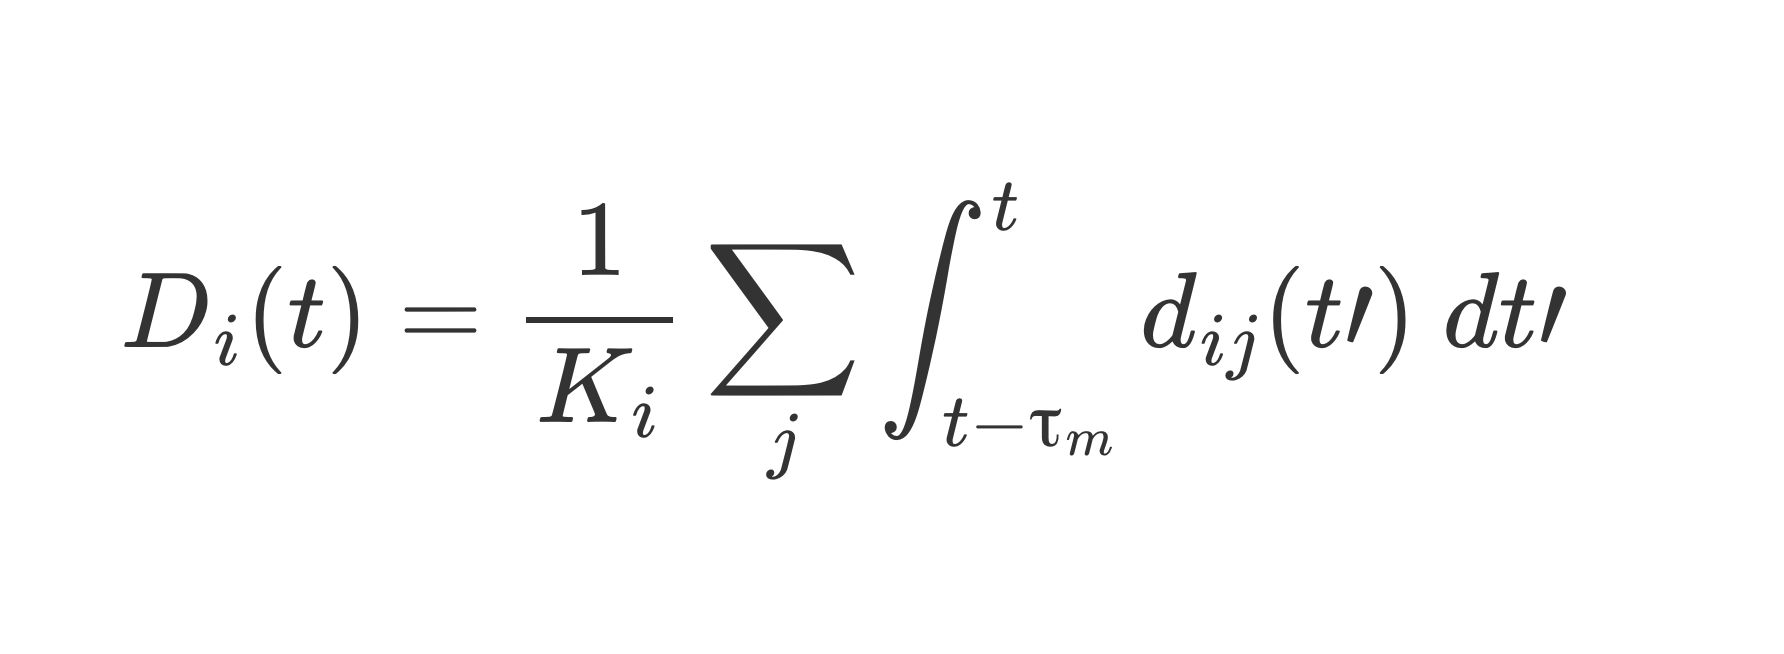 D_i(t) = \frac{1}{K_i} \sum_j \int_{t-τ_m}^{t} d_{ij}(t′) dt′